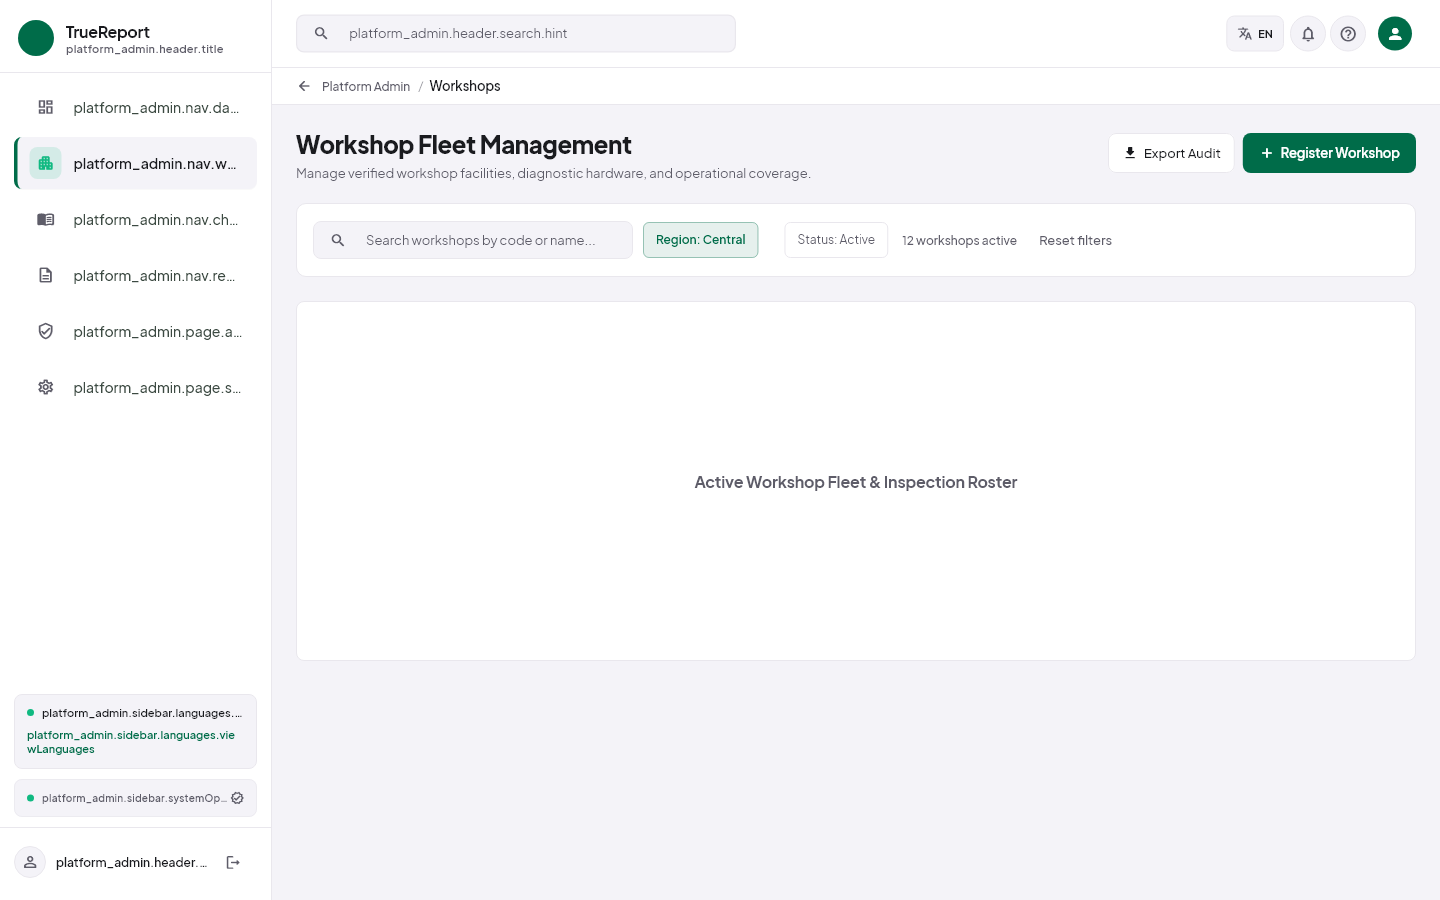 TrueReport
platform_admin.header.title
platform_admin.nav.da...
platform_admin.nav.w...
platform_admin.nav.ch...
platform_admin.nav.re...
platform_admin.page.a...
platform_admin.page.s...
platform_admin.sidebar.languages....
platform_admin.sidebar.languages.vie
wLanguages
platform_admin.sidebar.systemOp...
platform_admin.header....
platform_admin.header.search.hint
EN
Platform Admin / Workshops
Workshop Fleet Management
Manage verified workshop facilities, diagnostic hardware, and operational coverage.
Export Audit
Register Workshop
Search workshops by code or name...
Region: Central
Status: Active
12 workshops active
Reset filters
Active Workshop Fleet & Inspection Roster